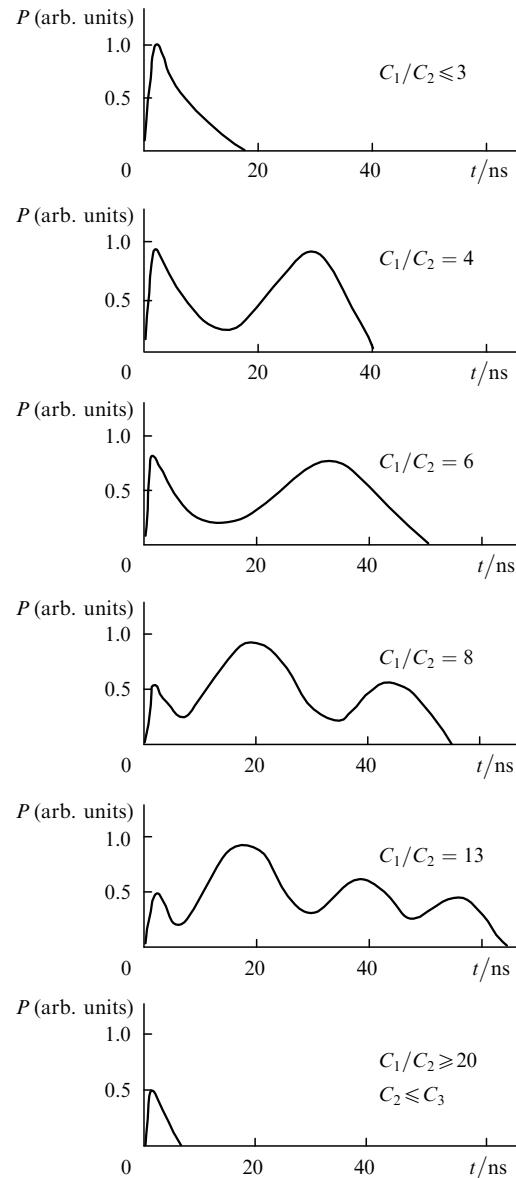 P (arb. units)
1.0
C₁/C₂ ⩽ 3
0.5
0 20 40 t/ns
P (arb. units)
1.0
C₁/C₂ = 4
0.5
0 20 40 t/ns
P (arb. units)
1.0
C₁/C₂ = 6
0.5
0 20 40 t/ns
P (arb. units)
1.0
C₁/C₂ = 8
0.5
0 20 40 t/ns
P (arb. units)
1.0
C₁/C₂ = 13
0.5
0 20 40 t/ns
P (arb. units)
1.0
C₁/C₂ ⩾ 20
0.5 C₂ ⩽ C₃
0 20 40 t/ns